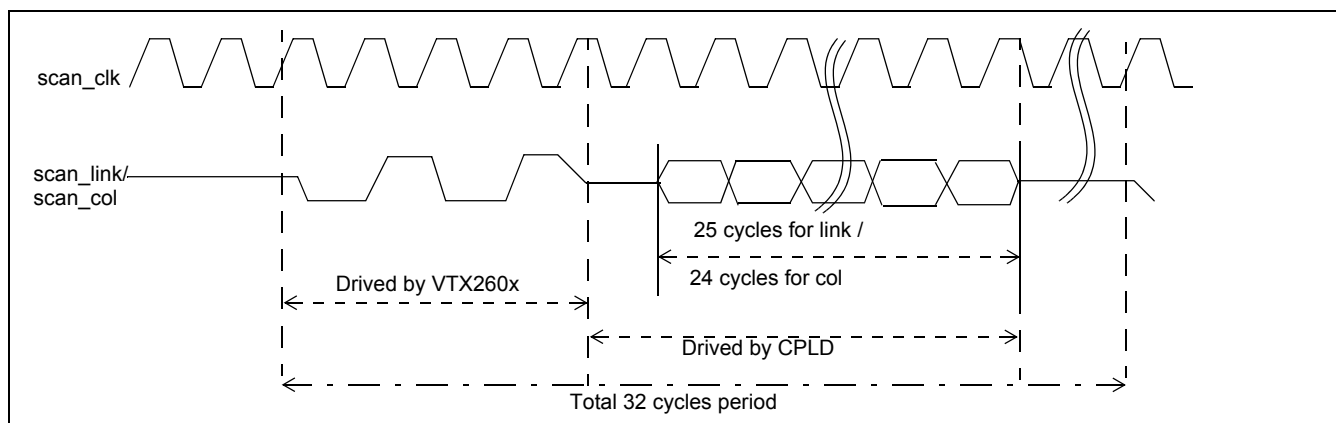 scan_clk
scan_link/
scan_col
25 cycles for link /
24 cycles for col
Drived by VTX260x
Drived by CPLD
Total 32 cycles period